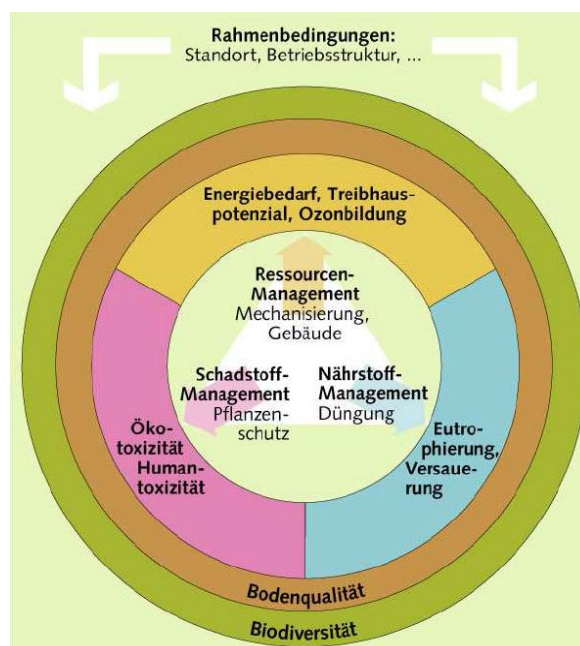 Rahmenbedingungen:
Standort, Betriebsstruktur, ...
Energiebedarf, Treibhaus-
potenzial, Ozonbildung
Ressourcen-
Management
Mechanisierung,
Gebäude
Schadstoff-
Management
Pflanzen-
schutz
Nährstoff-
Management
Düngung
Öko-
toxizität
Human-
toxizität
Eutro-
phierung,
Versaue-
rung
Bodenqualität
Biodiversität